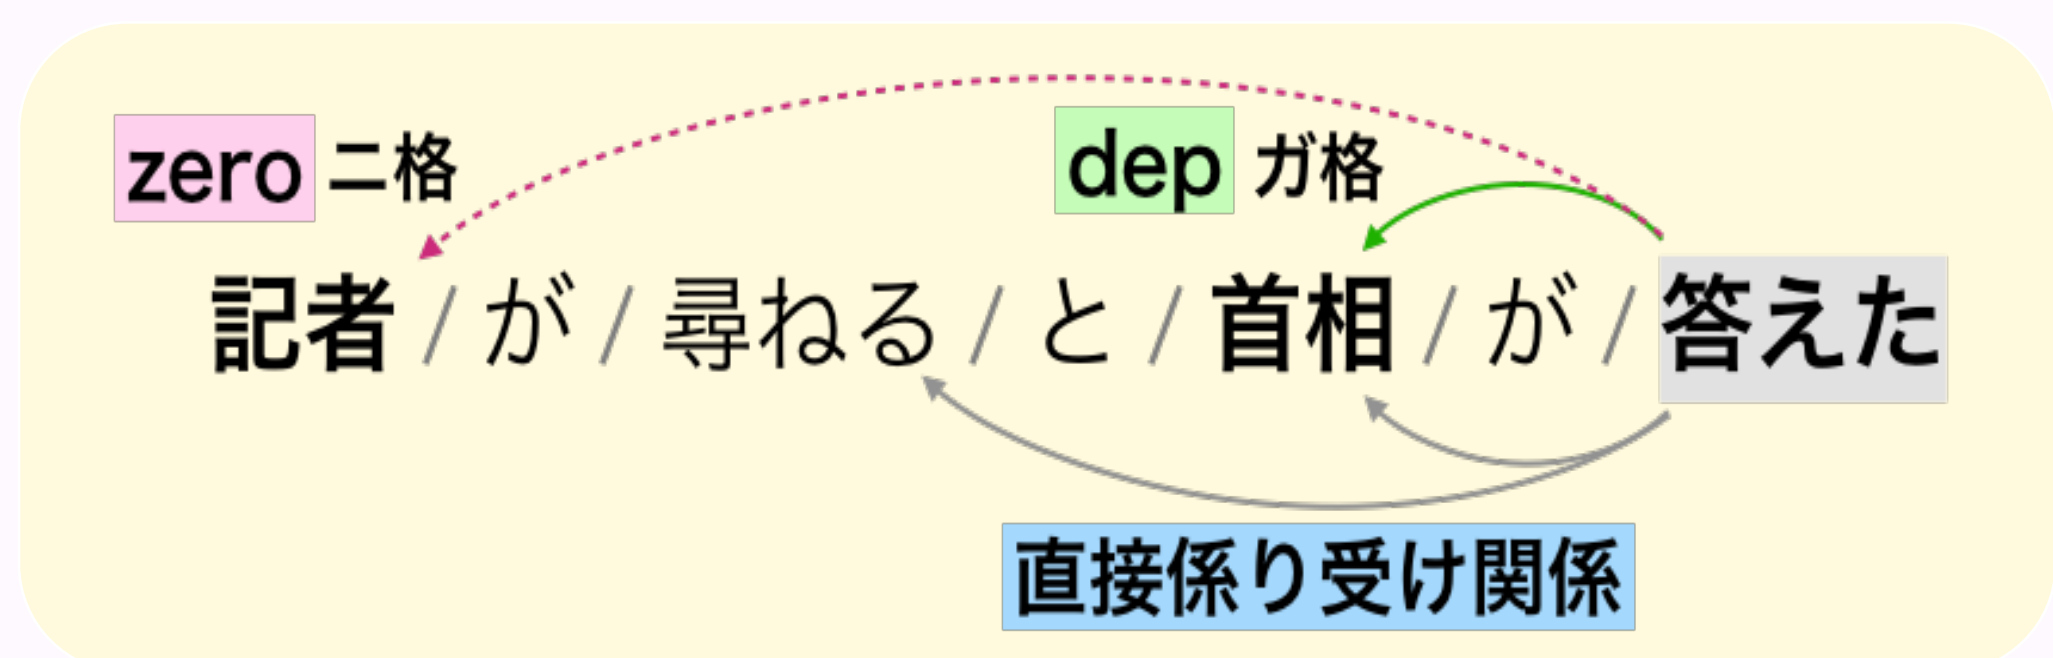 zero ニ格 dep ガ格
記者 / が / 尋ねる / と / 首相 / が / 答えた
直接係り受け関係